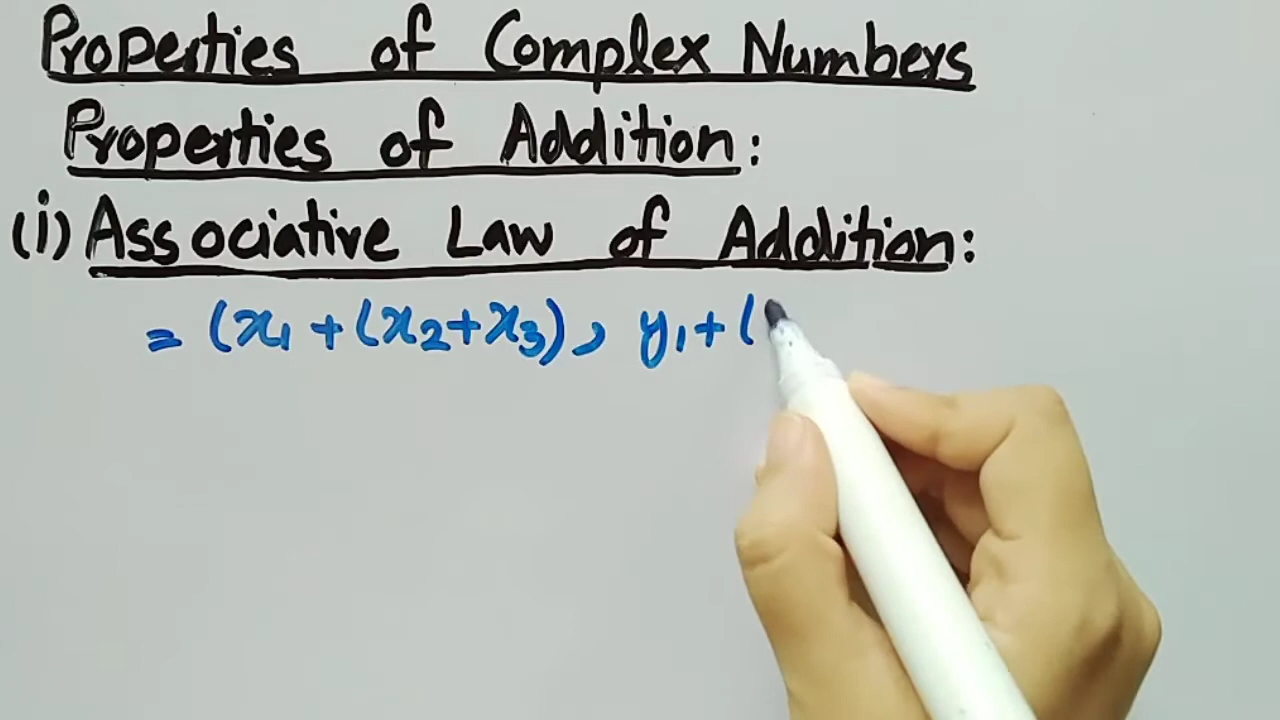 Properties of Complex Numbers
Properties of Addition:
(i) Associative Law of Addition:
= (x₁ + (x₂+x₃), y₁+(